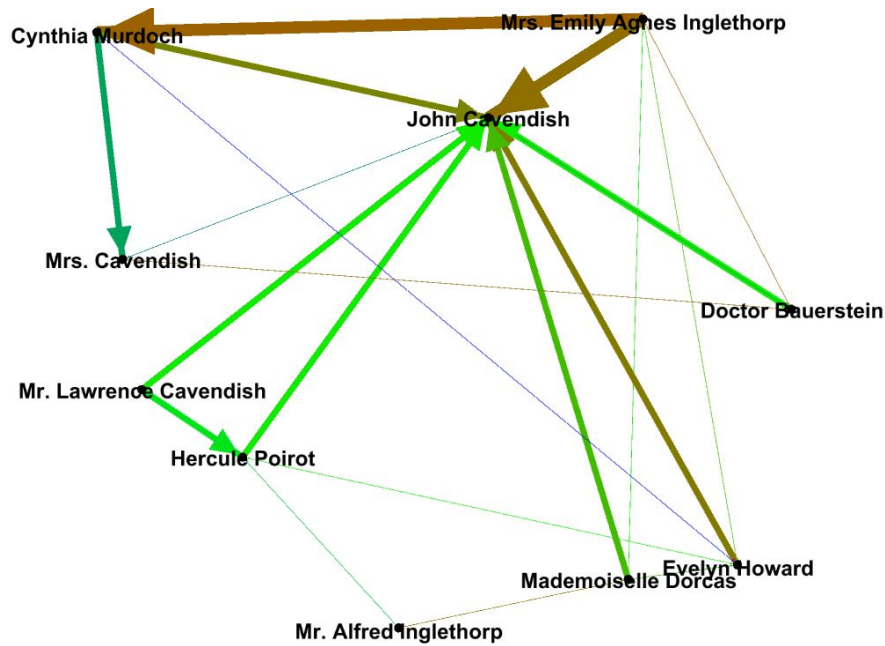 Mrs. Emily Agnes Inglethorp
Cynthia Murdoch
John Cavendish
Mrs. Cavendish
Doctor Bauerstein
Mr. Lawrence Cavendish
Hercule Poirot
Evelyn Howard
Mademoiselle Dorcas
Mr. Alfred Inglethorp